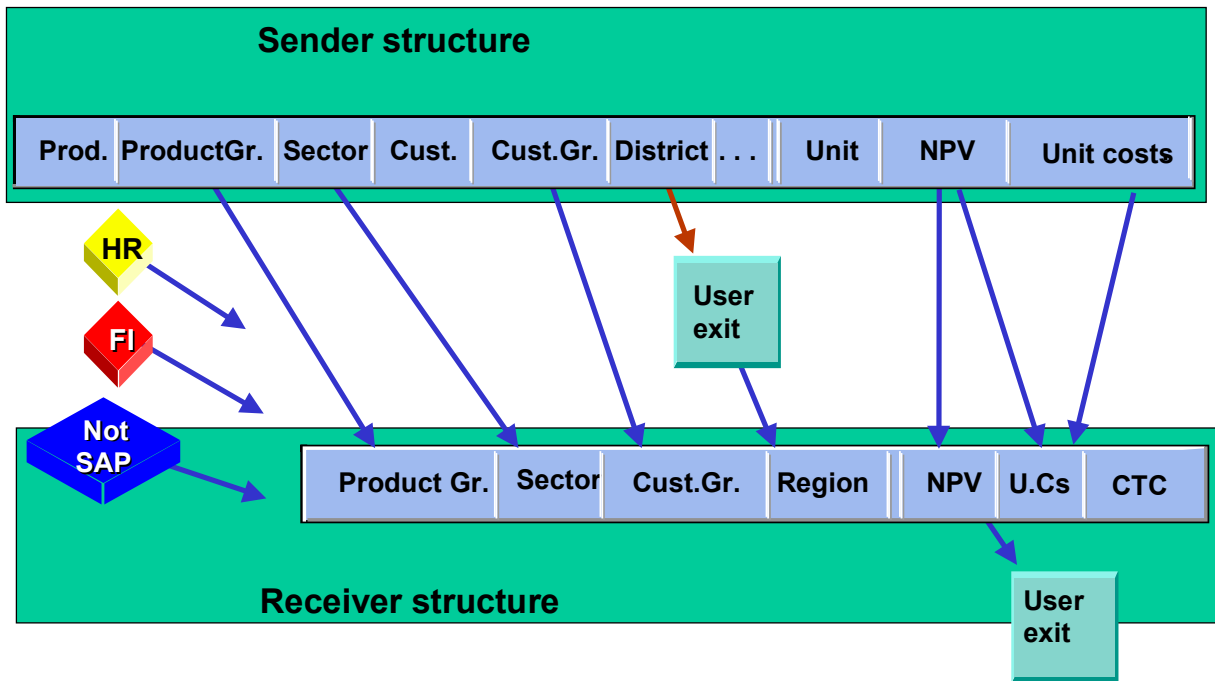 Sender structure
Prod. ProductGr. Sector Cust. Cust.Gr. District . . . Unit NPV Unit costs
HR
FI
User
exit
Not
SAP
Product Gr. Sector Cust.Gr. Region NPV U.Cs CTC
Receiver structure
User
exit